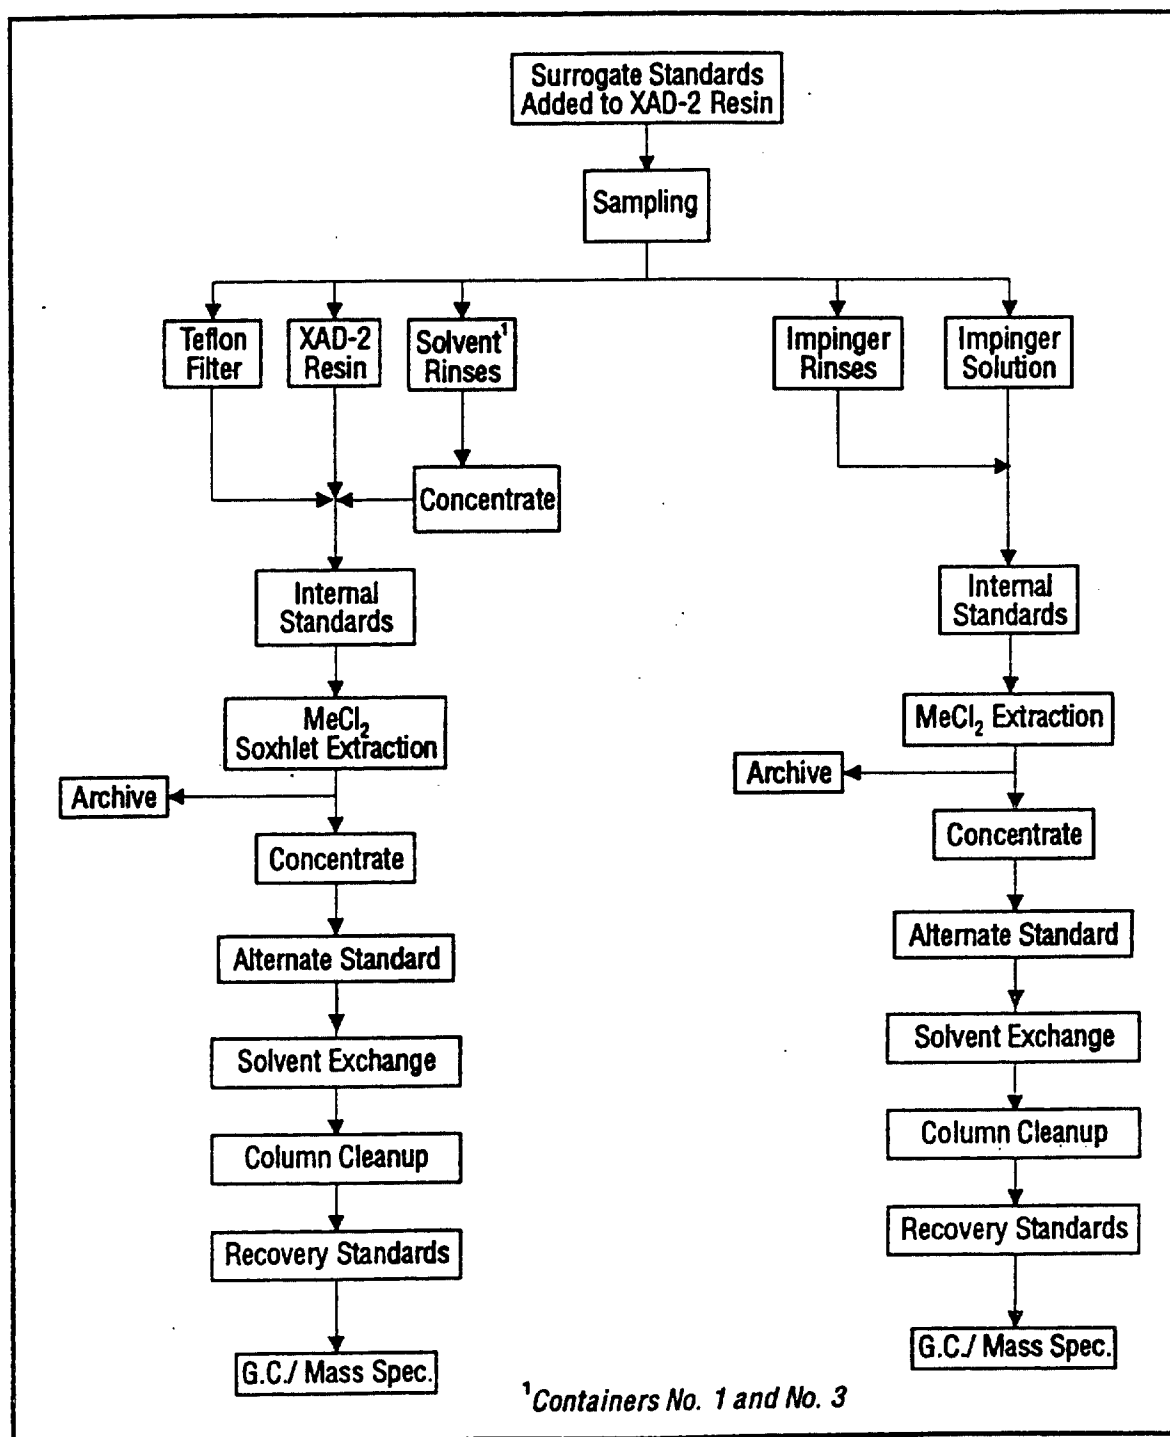 Surrogate Standards
Added to XAD-2 Resin
Sampling
Teflon
Filter
XAD-2
Resin
Solvent¹
Rinses
Impinger
Rinses
Impinger
Solution
Concentrate
Internal
Standards
Internal
Standards
MeCl₂
Soxhlet Extraction
MeCl₂ Extraction
Archive
Archive
Concentrate
Concentrate
Alternate Standard
Alternate Standard
Solvent Exchange
Solvent Exchange
Column Cleanup
Column Cleanup
Recovery Standards
Recovery Standards
G.C./ Mass Spec.
G.C./ Mass Spec.
¹Containers No. 1 and No. 3